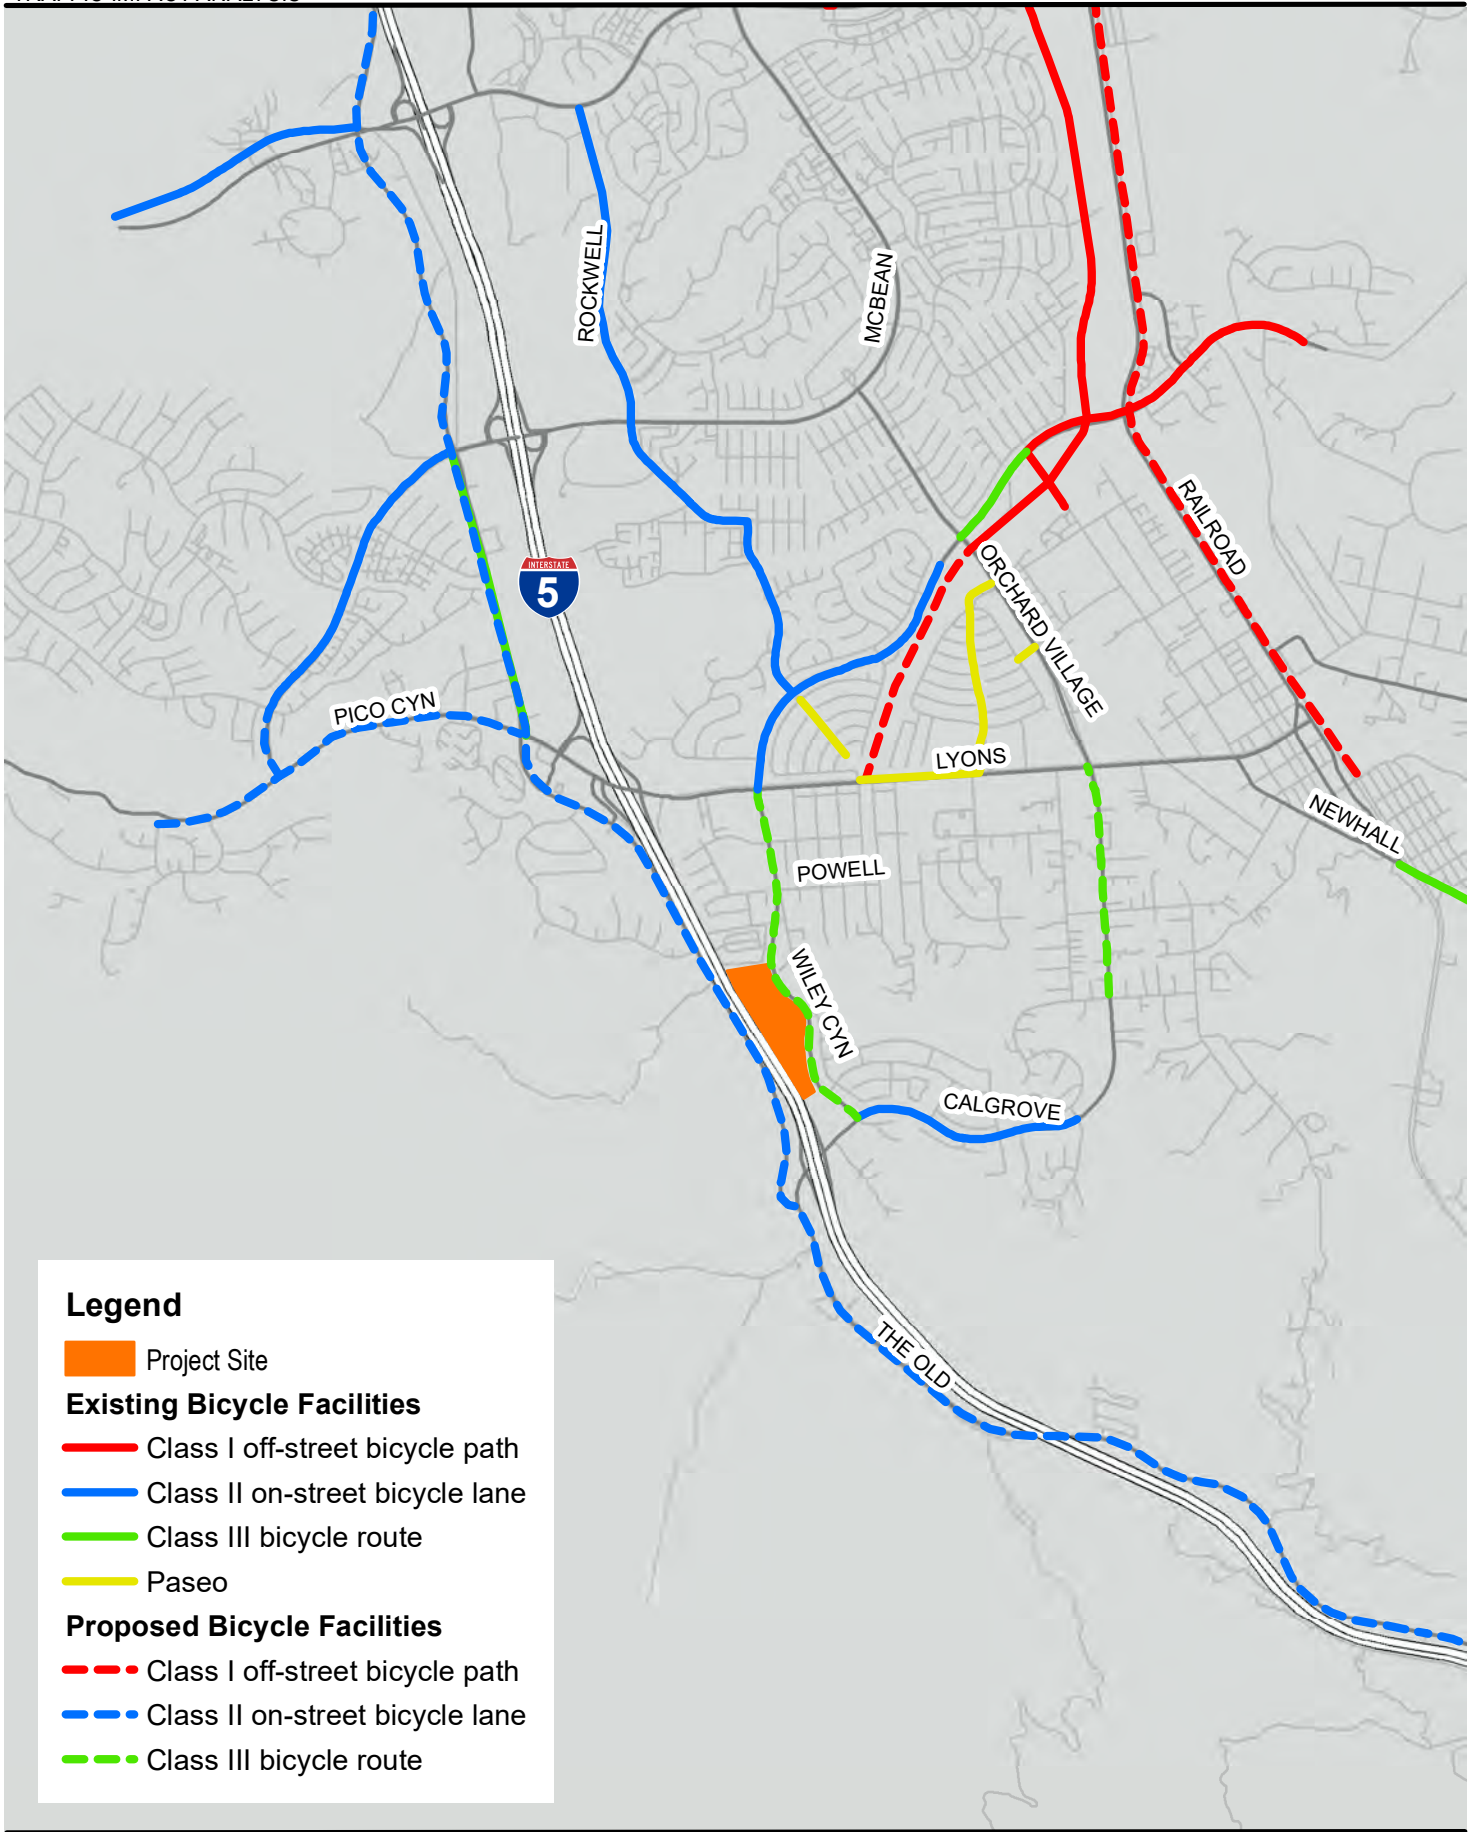 ROCKWELL
MCBEAN
RAILROAD
INTERSTATE
5
ORCHARD VILLAGE
PICO CYN
LYONS
NEWHALL
POWELL
WILEY CYN
CALGROVE
THE OLD
Legend
Project Site
Existing Bicycle Facilities
Class I off-street bicycle path
Class II on-street bicycle lane
Class III bicycle route
Paseo
Proposed Bicycle Facilities
Class I off-street bicycle path
Class II on-street bicycle lane
Class III bicycle route